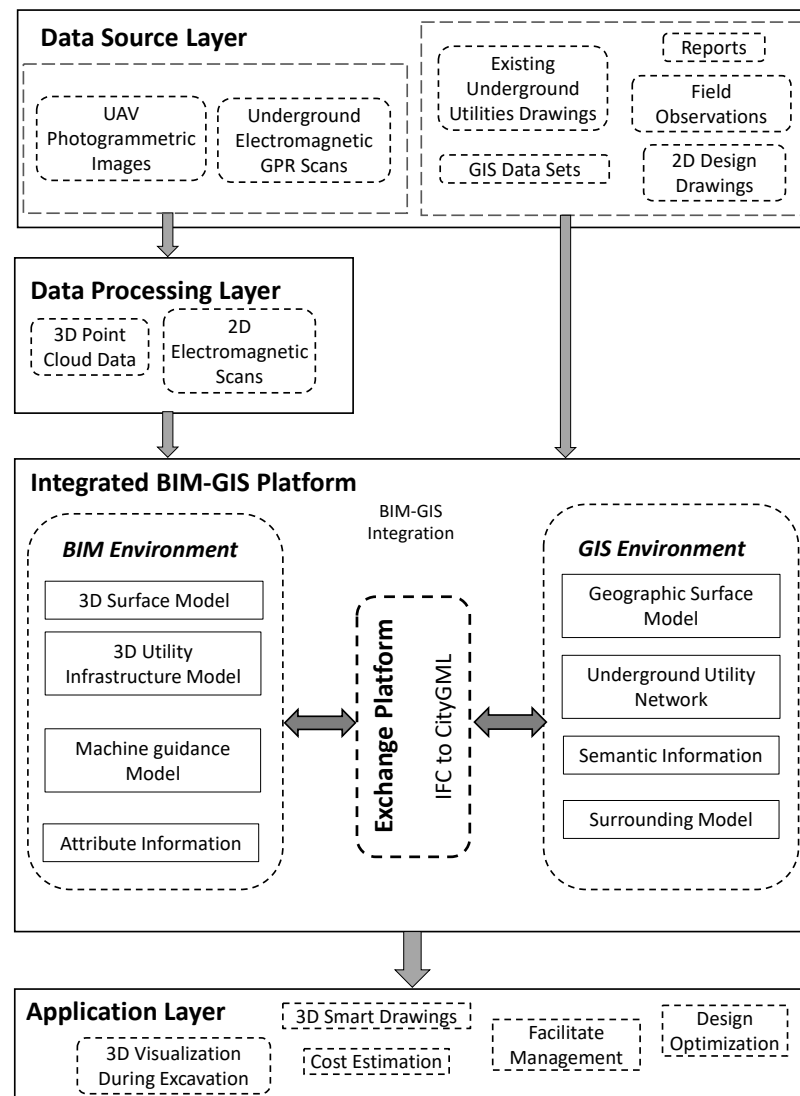 Data Source Layer
UAV
Photogrammetric
Images
Underground
Electromagnetic
GPR Scans
Existing
Underground
Utilities Drawings
Reports
Field
Observations
GIS Data Sets
2D Design
Drawings
Data Processing Layer
3D Point
Cloud Data
2D
Electromagnetic
Scans
Integrated BIM-GIS Platform
BIM-GIS
Integration
BIM Environment
3D Surface Model
3D Utility
Infrastructure Model
Machine guidance
Model
Attribute Information
Exchange Platform
IFC to CityGML
GIS Environment
Geographic Surface
Model
Underground Utility
Network
Semantic Information
Surrounding Model
Application Layer
3D Visualization
During Excavation
3D Smart Drawings
Cost Estimation
Facilitate
Management
Design
Optimization